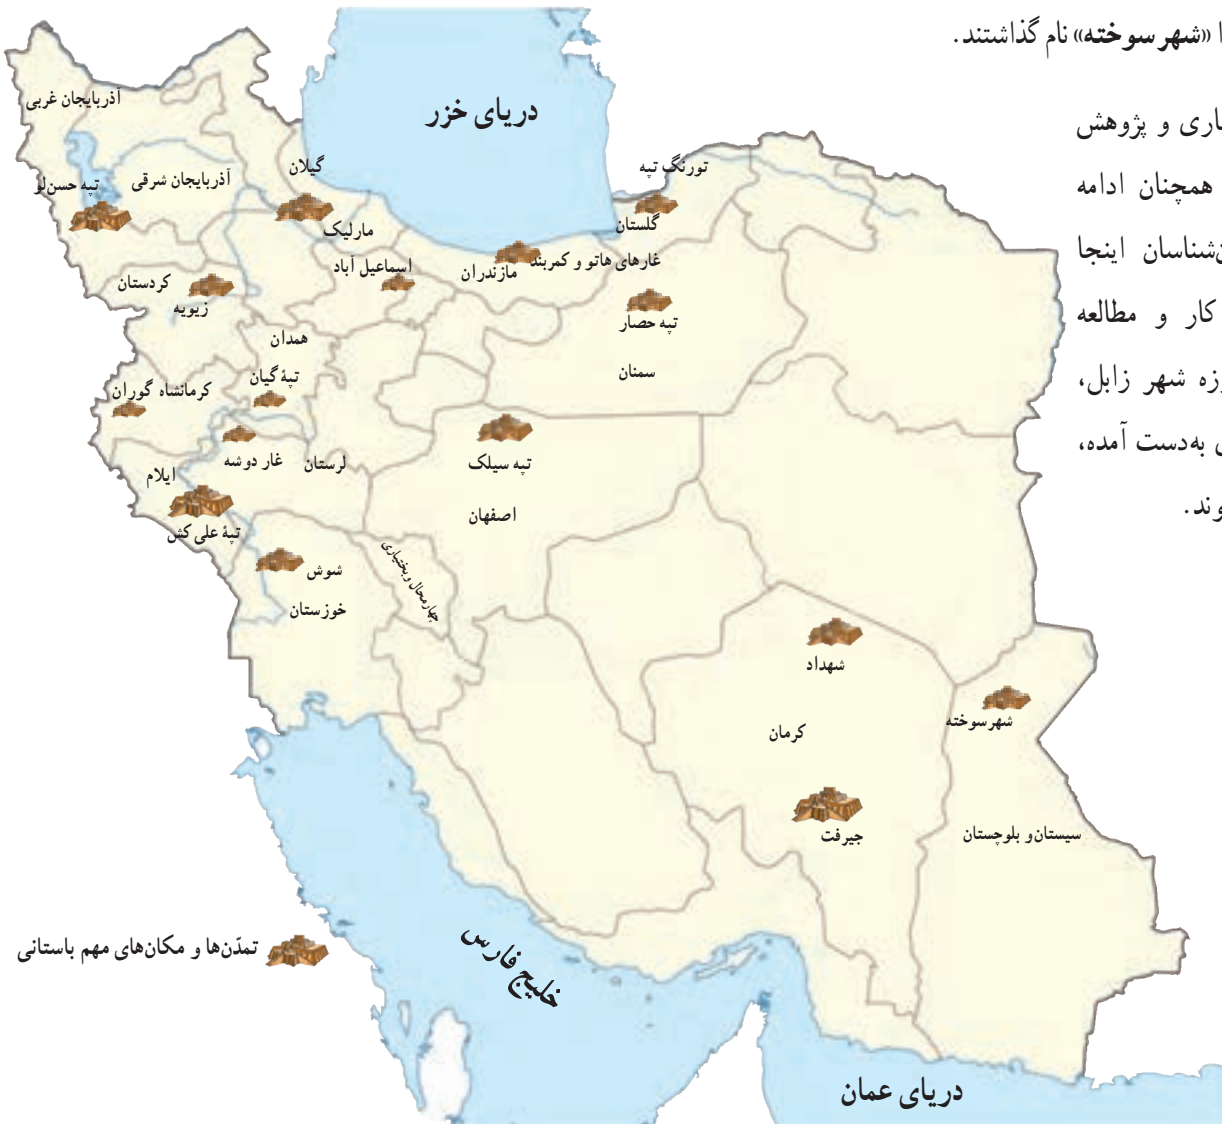 ا «شهر سوخته» نام گذاشتند.
اری و پژوهش
همچنان ادامه
ن‌شناسان اینجا
کار و مطالعه
وزه شهر زابل،
ی به‌دست آمده،
وند.
دریای خزر
آذربایجان غربی
آذربایجان شرقی
تپه حسن‌لو
گیلان
مارلیک
تورنگ تپه
گلستان
غارهای هاتو و کمربند
مازندران
اسماعیل آباد
کردستان
زیویه
تپه حصار
سمنان
همدان
تپهٔ گیان
کرمانشاه گوران
غار دوشه
لرستان
تپه سیلک
اصفهان
ایلام
تپهٔ علی کش
شوش
خوزستان
چهارمحال و بختیاری
شهداد
کرمان
شهرسوخته
جیرفت
سیستان و بلوچستان
تمدّن‌ها و مکان‌های مهم باستانی
خلیج فارس
دریای عمان